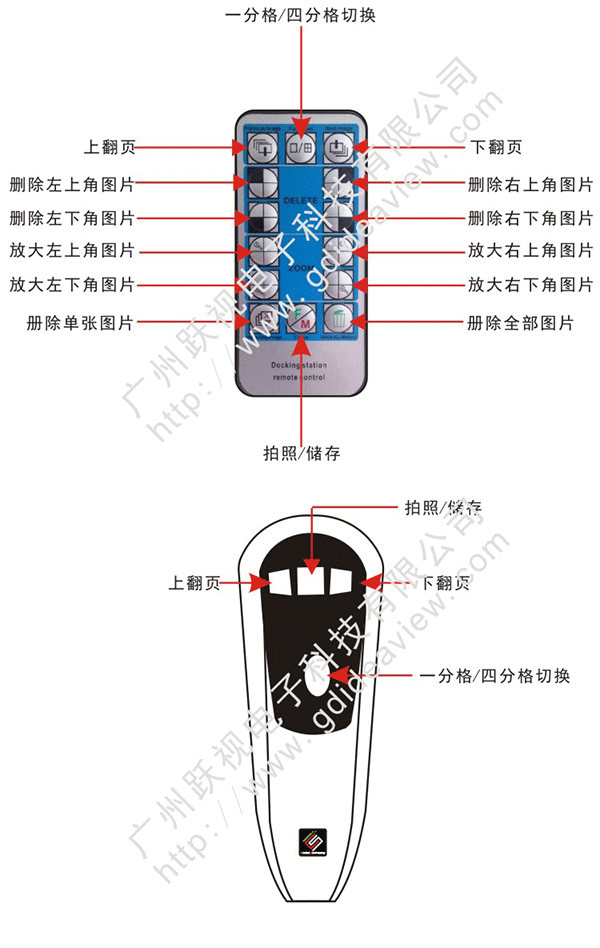 一分格/四分格切换
Previous Image
Next Image
上翻页
下翻页
删除左上角图片
删除右上角图片
DELETE
删除左下角图片
删除右下角图片
放大左上角图片
放大右上角图片
ZOOM
放大左下角图片
放大右下角图片
册除单张图片
F/M
册除全部图片
Docking station
remote control
拍照/储存
广州跃视电子科技有限公司
http://www.gdideaview.com
拍照/储存
上翻页
下翻页
一分格/四分格切换
广州跃视电子科技有限公司
http://www.gdideaview.com